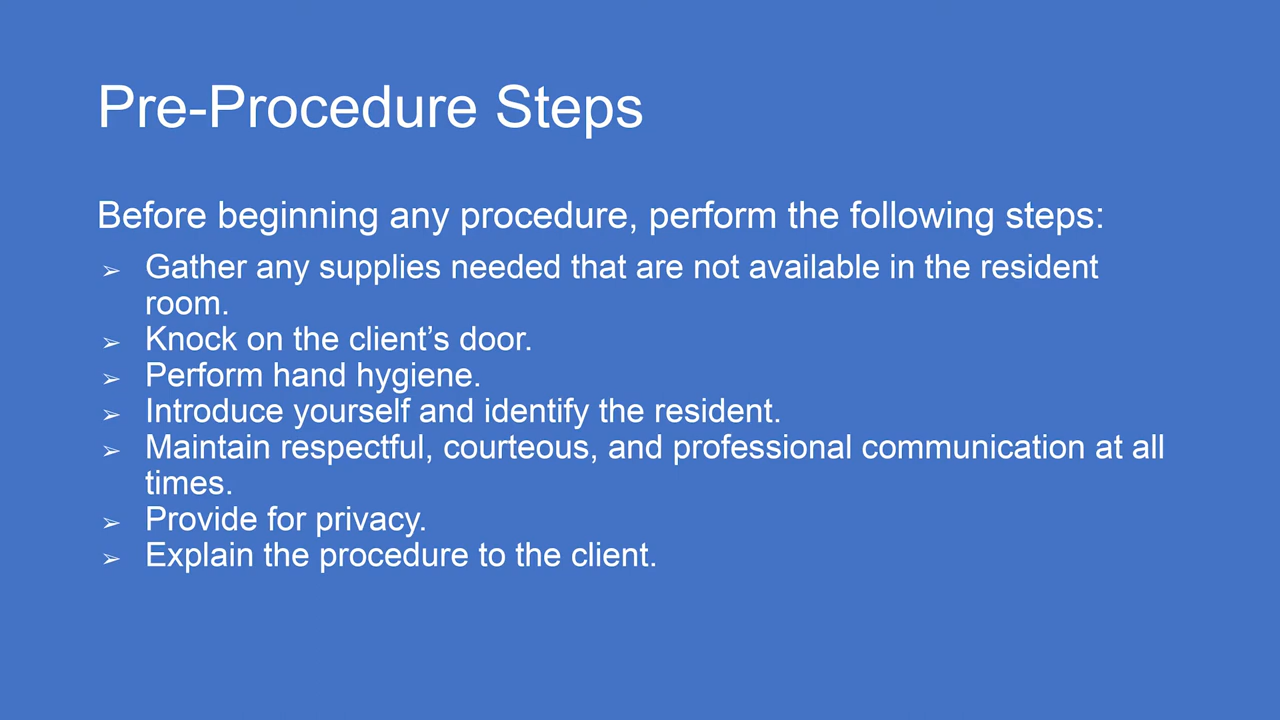 Pre-Procedure Steps
Before beginning any procedure, perform the following steps:
➢ Gather any supplies needed that are not available in the resident
room.
➢ Knock on the client’s door.
➢ Perform hand hygiene.
➢ Introduce yourself and identify the resident.
➢ Maintain respectful, courteous, and professional communication at all
times.
➢ Provide for privacy.
➢ Explain the procedure to the client.